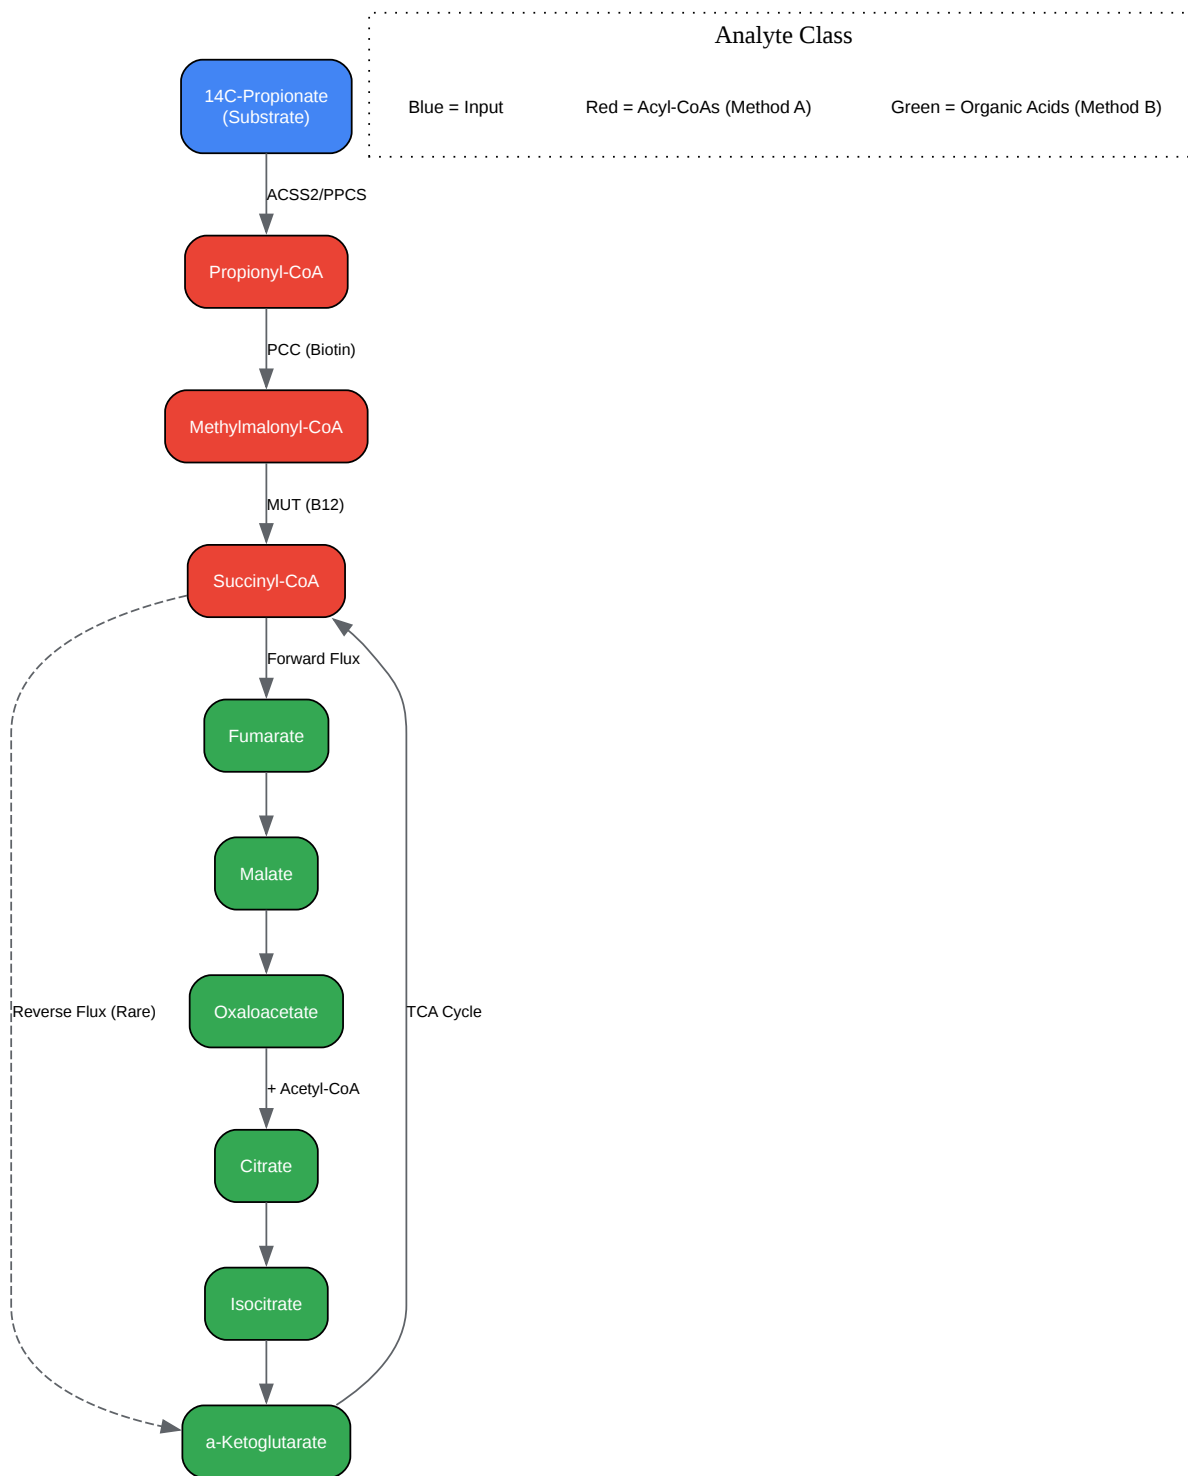 Analyte Class
Blue = Input
Red = Acyl-CoAs (Method A)
Green = Organic Acids (Method B)
14C-Propionate
(Substrate)
ACSS2/PPCS
Propionyl-CoA
PCC (Biotin)
Methylmalonyl-CoA
MUT (B12)
Succinyl-CoA
Forward Flux
Fumarate
Malate
Reverse Flux (Rare)
Oxaloacetate
TCA Cycle
+ Acetyl-CoA
Citrate
Isocitrate
a-Ketoglutarate